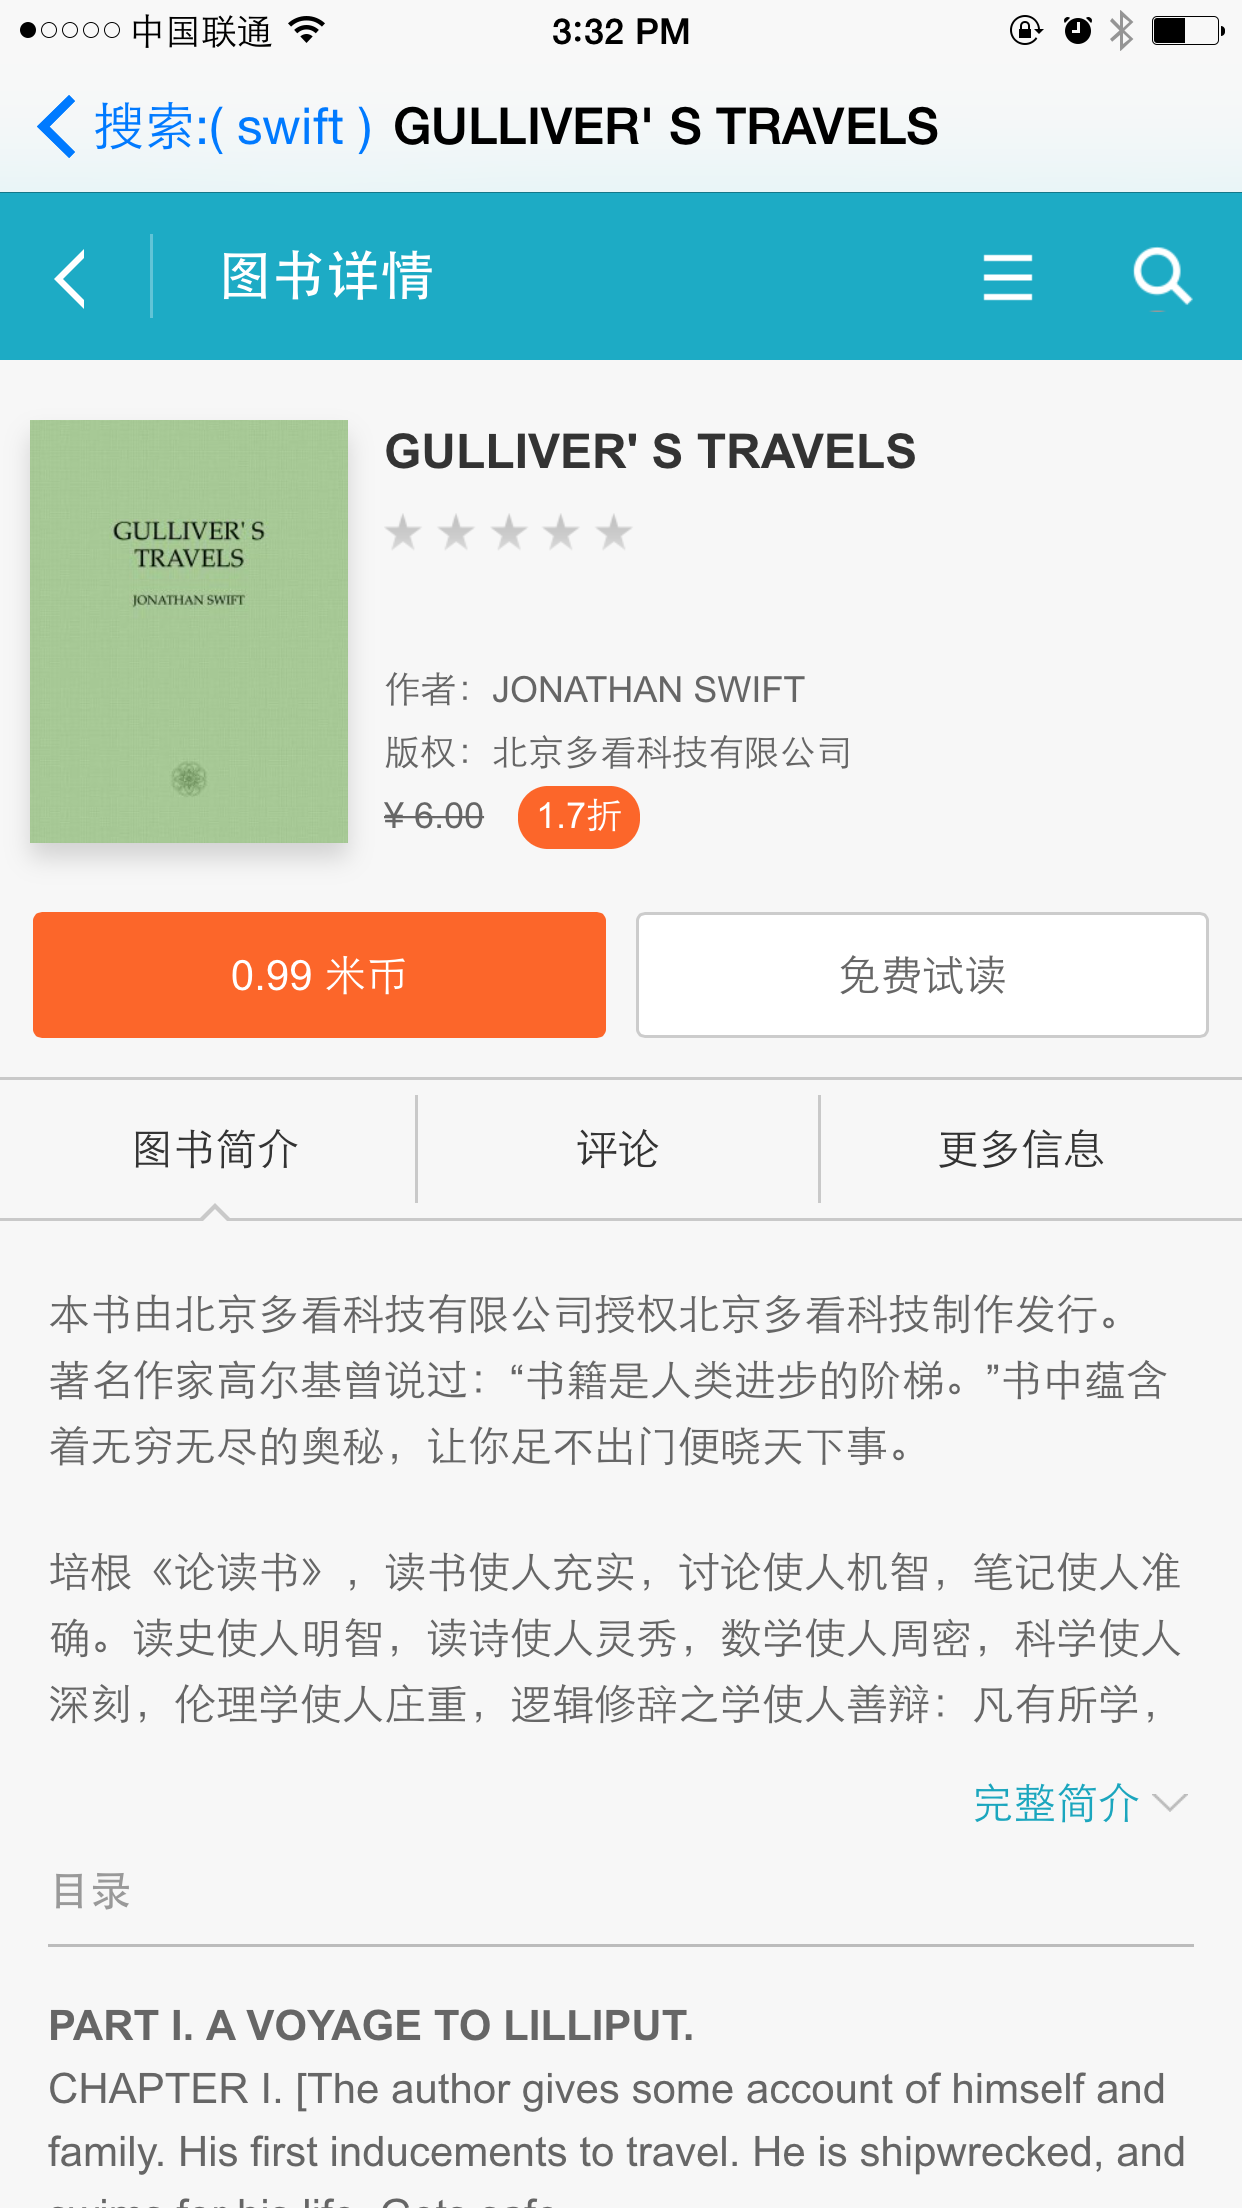 中国联通
3:32 PM
搜索:( swift ) GULLIVER' S TRAVELS
图书详情
GULLIVER' S
TRAVELS
JONATHAN SWIFT
GULLIVER' S TRAVELS
作者：JONATHAN SWIFT
版权：北京多看科技有限公司
¥ 6.00 1.7折
0.99 米币
免费试读
图书简介
评论
更多信息
本书由北京多看科技有限公司授权北京多看科技制作发行。
著名作家高尔基曾说过：“书籍是人类进步的阶梯。”书中蕴含
着无穷无尽的奥秘，让你足不出门便晓天下事。
培根《论读书》，读书使人充实，讨论使人机智，笔记使人准
确。读史使人明智，读诗使人灵秀，数学使人周密，科学使人
深刻，伦理学使人庄重，逻辑修辞之学使人善辩：凡有所学，
完整简介
目录
PART I. A VOYAGE TO LILLIPUT.
CHAPTER I. [The author gives some account of himself and
family. His first inducements to travel. He is shipwrecked, and
swims for his life. Gets safe